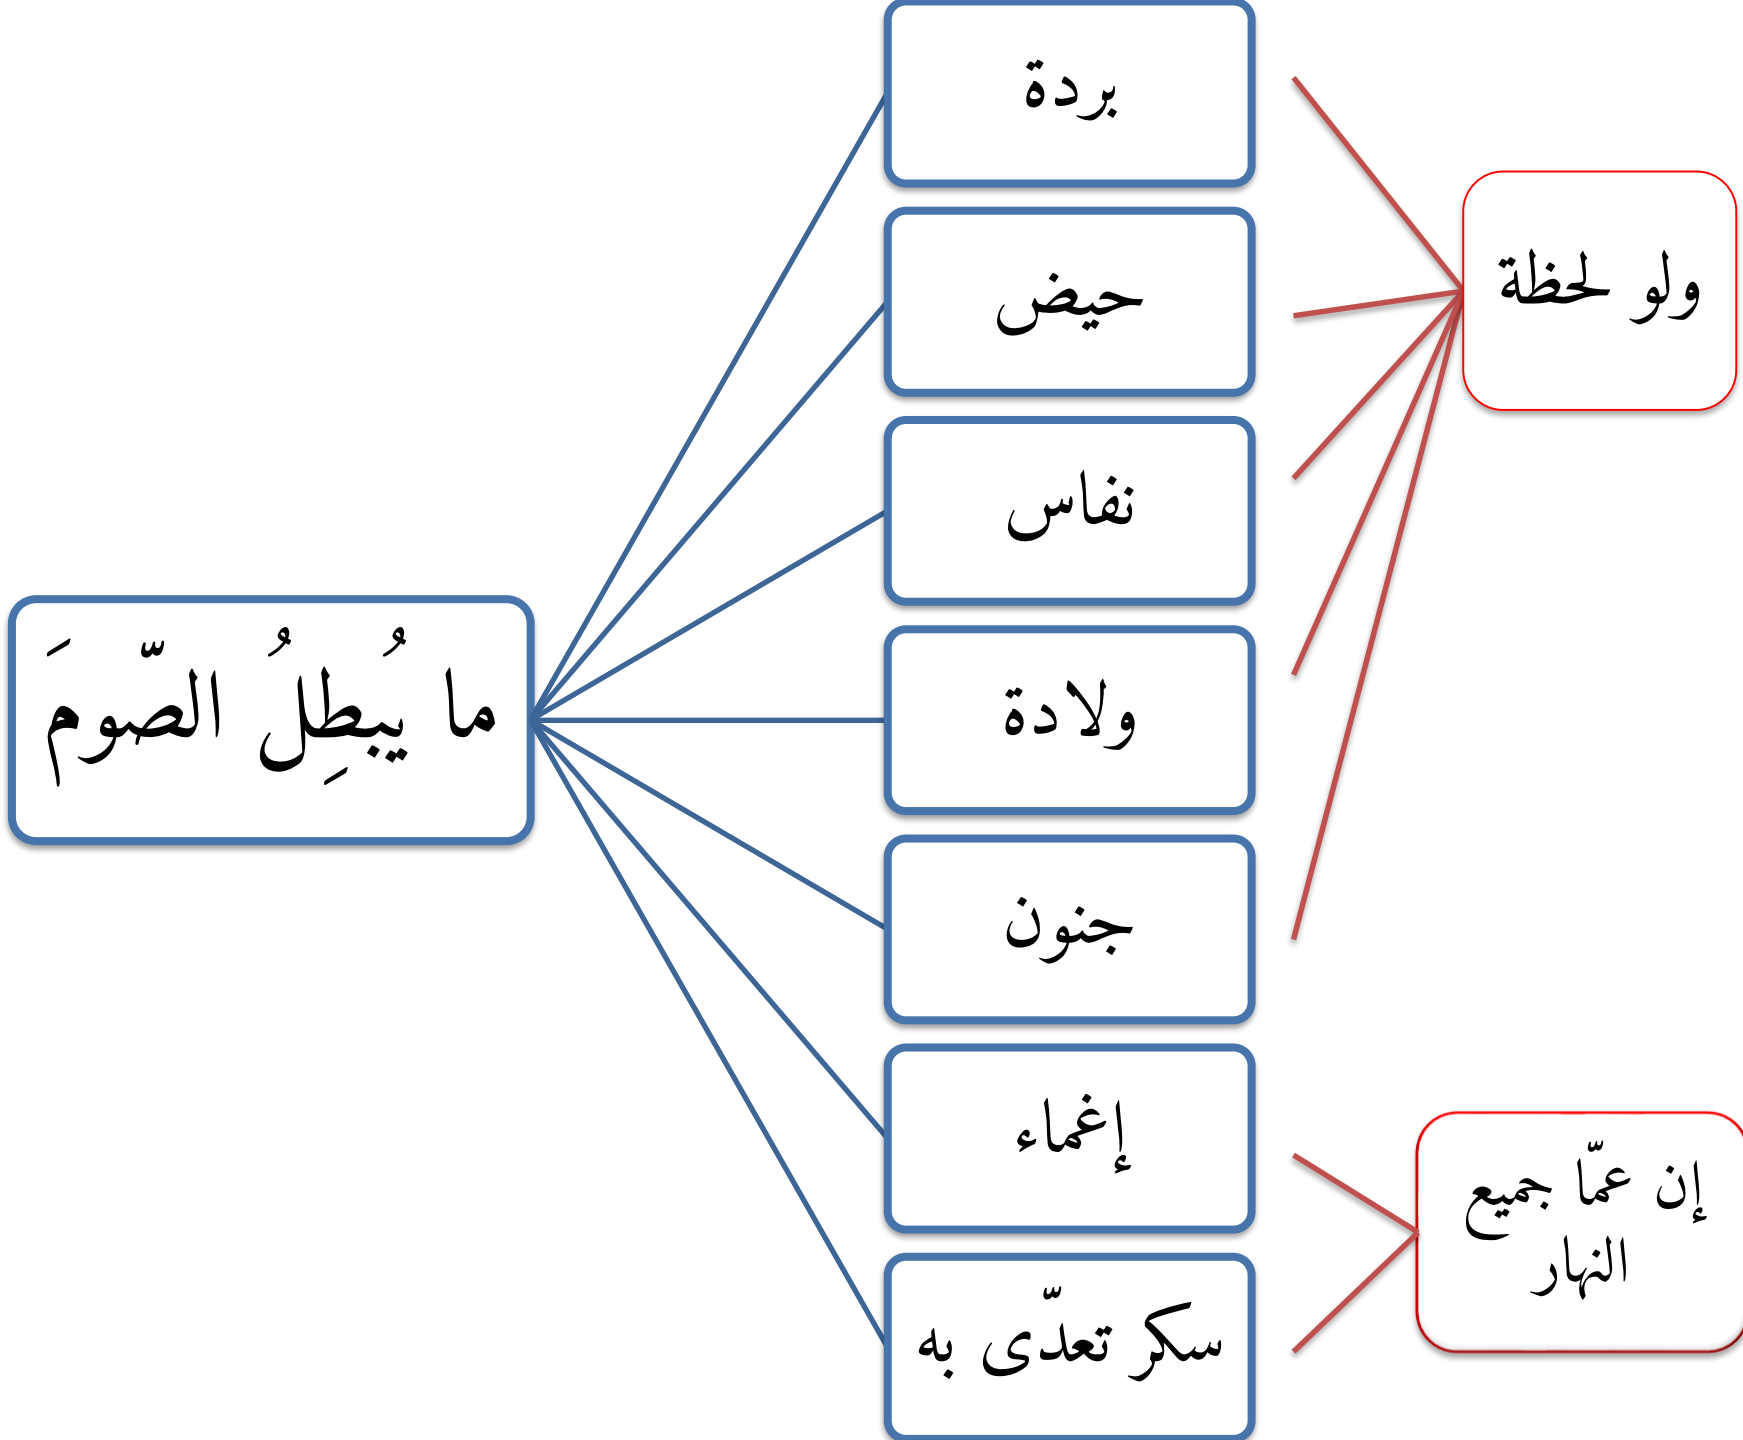 ما يُبطِلُ الصّومَ
بردة
حيض
نفاس
ولادة
جنون
إغماء
سكر تعدّى به
ولو لحظة
إن عمّا جميع
النهار